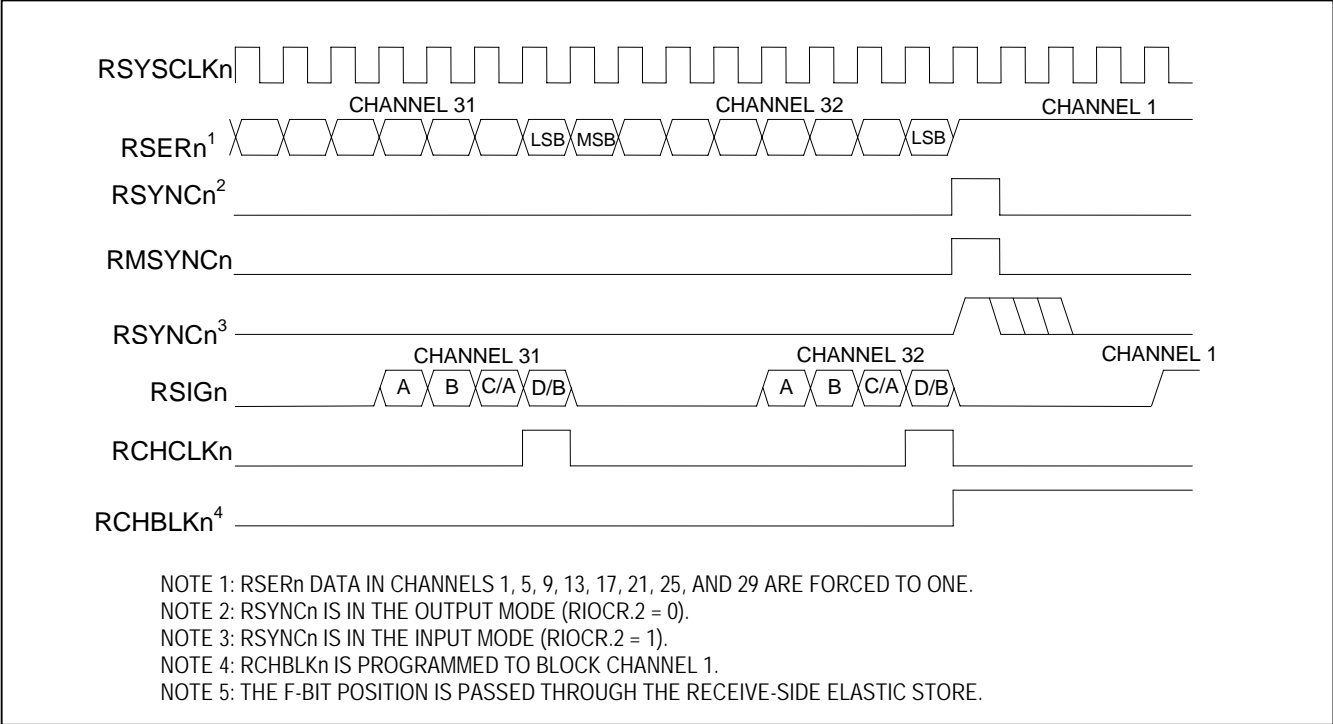 RSYSCLKn
CHANNEL 31 CHANNEL 32 CHANNEL 1
RSERn1 LSB MSB LSB
RSYNCn2
RMSYNCn
RSYNCn3
CHANNEL 31 CHANNEL 32 CHANNEL 1
RSIGn A B C/A D/B A B C/A D/B
RCHCLKn
RCHBLKn4
NOTE 1: RSERn DATA IN CHANNELS 1, 5, 9, 13, 17, 21, 25, AND 29 ARE FORCED TO ONE.
NOTE 2: RSYNCn IS IN THE OUTPUT MODE (RIOCR.2 = 0).
NOTE 3: RSYNCn IS IN THE INPUT MODE (RIOCR.2 = 1).
NOTE 4: RCHBLKn IS PROGRAMMED TO BLOCK CHANNEL 1.
NOTE 5: THE F-BIT POSITION IS PASSED THROUGH THE RECEIVE-SIDE ELASTIC STORE.